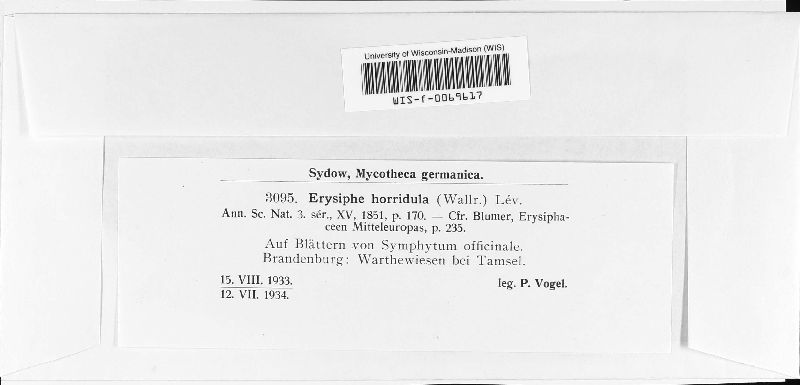 University of Wisconsin-Madison (WIS)
WIS-f-0069617
Sydow, Mycotheca germanica.
3095. Erysiphe horridula (Wallr.) Lév.
Ann. Sc. Nat. 3. sér., XV, 1851, p. 170. — Cfr. Blumer, Erysipha-
ceen Mitteleuropas, p. 235.
Auf Blättern von Symphytum officinale.
Brandenburg: Warthewiesen bei Tamsel.
15. VIII. 1933.
12. VII. 1934.
leg. P. Vogel.